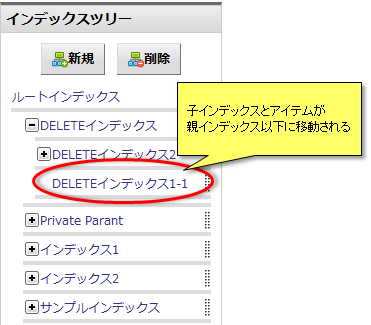 インデックスツリー
新規 削除
ルートインデックス
DELETEインデックス
子インデックスとアイテムが
親インデックス以下に移動される
DELETEインデックス2
DELETEインデックス1-1
Private Parant
インデックス1
インデックス2
サンプルインデックス